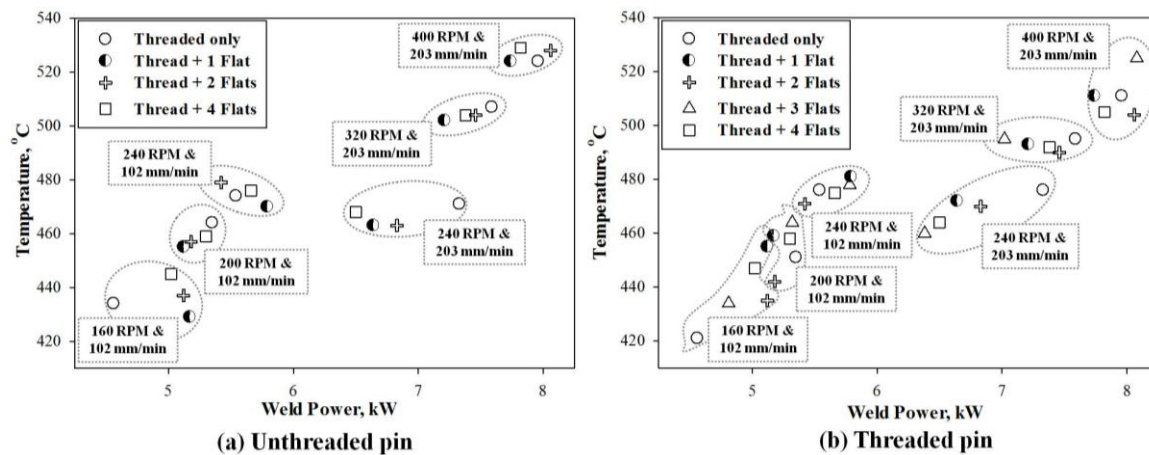 540
520
500
480
460
440
420
Temperature, °C
Threaded only
Thread + 1 Flat
Thread + 2 Flats
Thread + 4 Flats
400 RPM &
203 mm/min
320 RPM &
203 mm/min
240 RPM &
102 mm/min
240 RPM &
203 mm/min
200 RPM &
102 mm/min
160 RPM &
102 mm/min
5 6 7 8
Weld Power, kW
(a) Unthreaded pin
540
520
500
480
460
440
420
Temperature, °C
Threaded only
Thread + 1 Flat
Thread + 2 Flats
Thread + 3 Flats
Thread + 4 Flats
400 RPM &
203 mm/min
320 RPM &
203 mm/min
240 RPM &
102 mm/min
240 RPM &
203 mm/min
200 RPM &
102 mm/min
160 RPM &
102 mm/min
5 6 7 8
Weld Power, kW
(b) Threaded pin